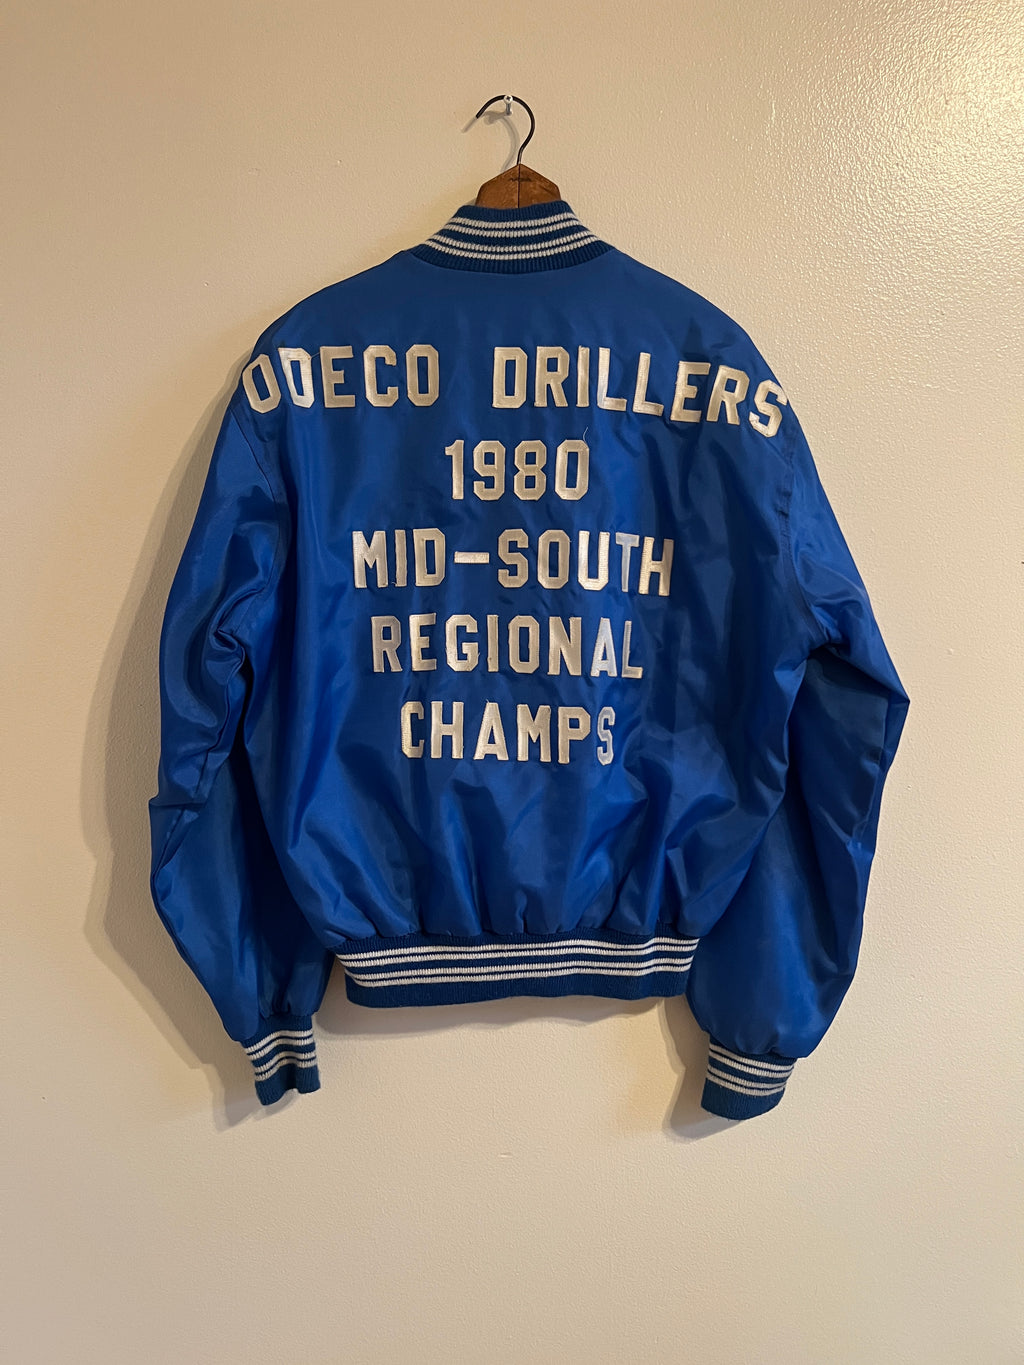 ODECO DRILLERS
1980
MID-SOUTH
REGIONAL
CHAMPS